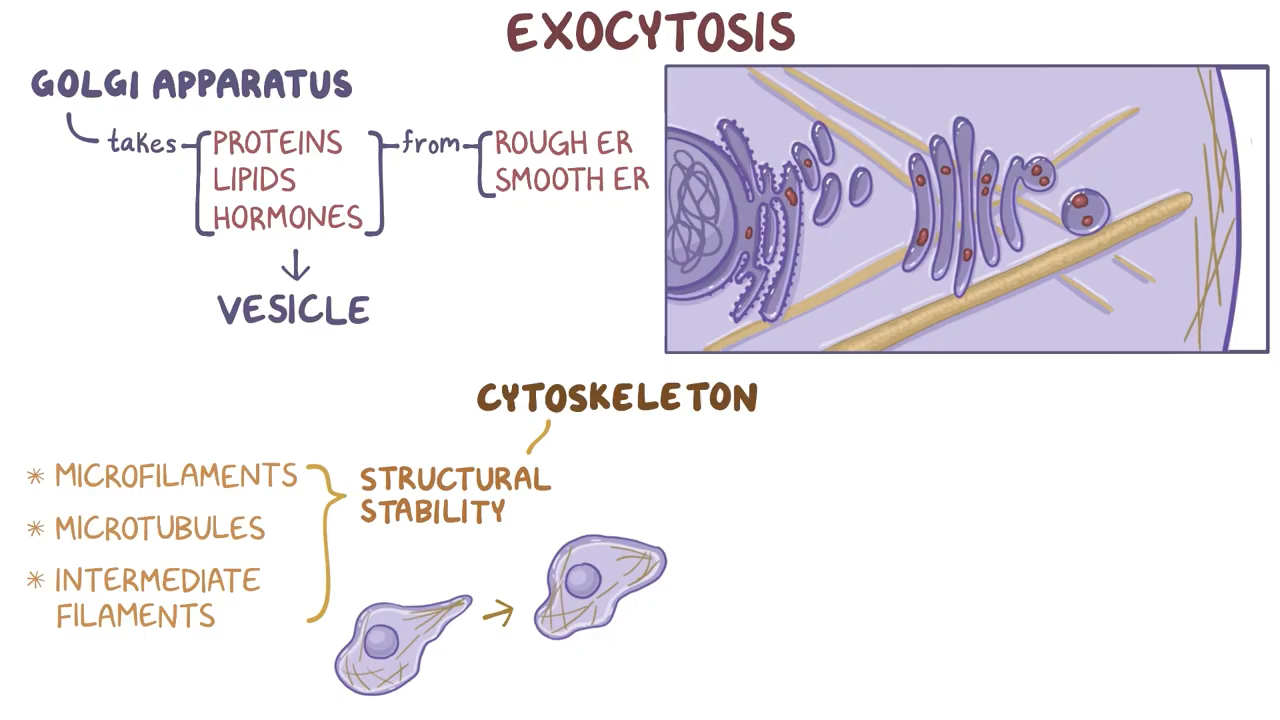 EXOCYTOSIS
GOLGI APPARATUS
takes PROTEINS from ROUGH ER
LIPIDS SMOOTH ER
HORMONES
VESICLE
CYTOSKELETON
* MICROFILAMENTS
STRUCTURAL
STABILITY
* MICROTUBULES
* INTERMEDIATE
FILAMENTS